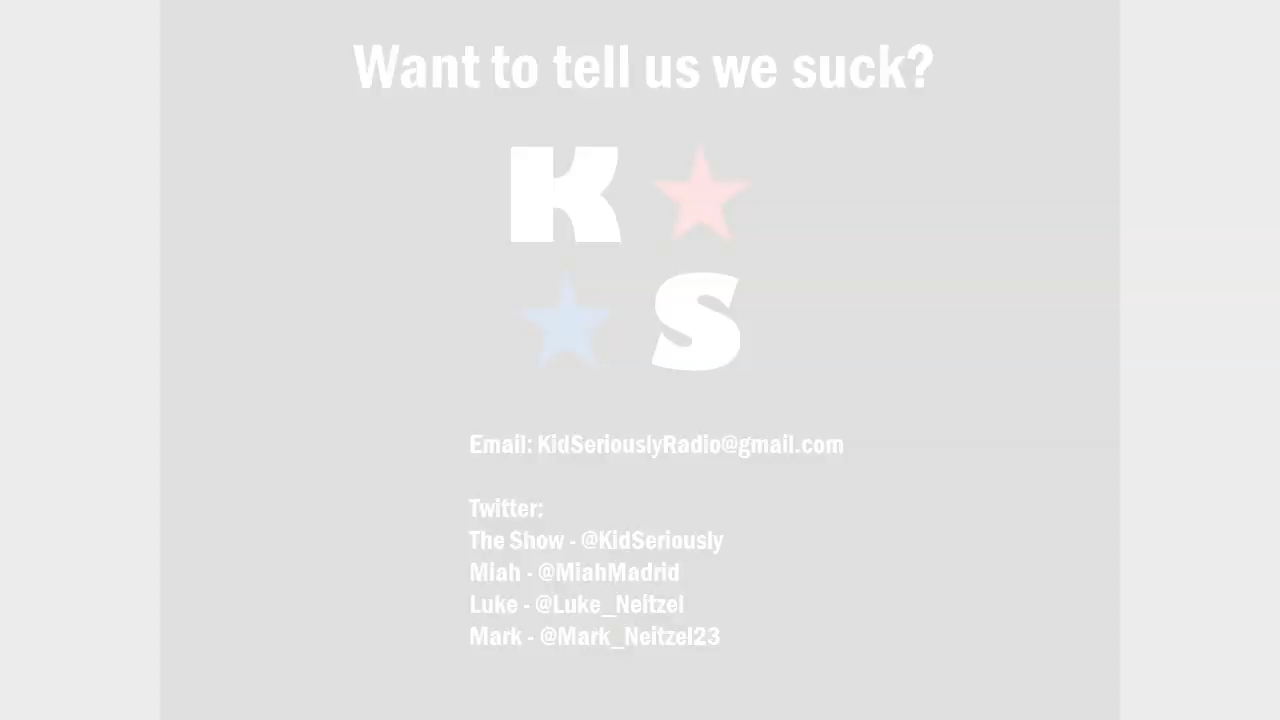 Want to tell us we suck?
K
S
Email: KidSeriouslyRadio@gmail.com
Twitter:
The Show - @KidSeriously
Miah - @MiahMadrid
Luke - @Luke_Neitzel
Mark - @Mark_Neitzel23